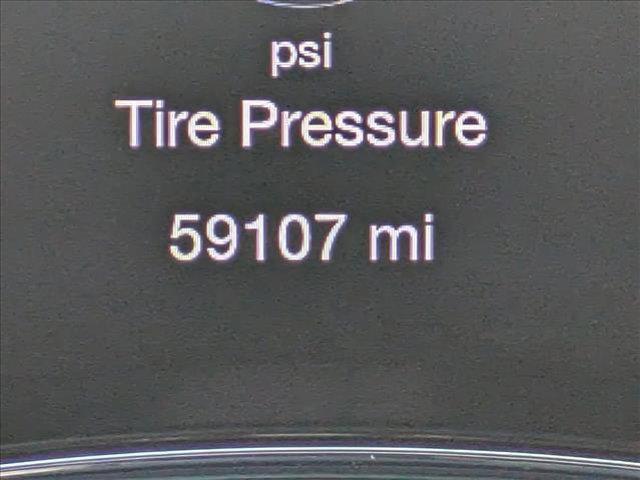 psi
Tire Pressure
59107 mi